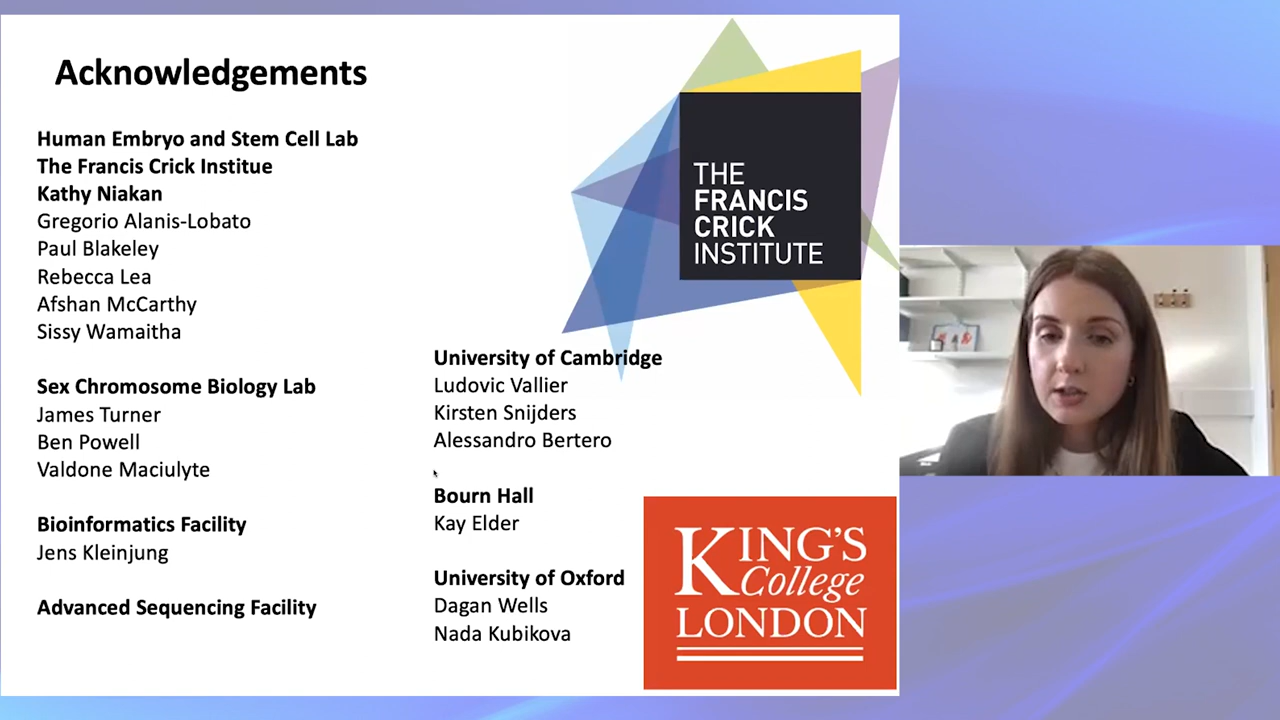 Acknowledgements
Human Embryo and Stem Cell Lab
The Francis Crick Institue
Kathy Niakan
Gregorio Alanis-Lobato
Paul Blakeley
Rebecca Lea
Afshan McCarthy
Sissy Wamaitha
Sex Chromosome Biology Lab
James Turner
Ben Powell
Valdone Maciulyte
Bioinformatics Facility
Jens Kleinjung
Advanced Sequencing Facility
THE
FRANCIS
CRICK
INSTITUTE
University of Cambridge
Ludovic Vallier
Kirsten Snijders
Alessandro Bertero
Bourn Hall
Kay Elder
University of Oxford
Dagan Wells
Nada Kubikova
KING'S
College
LONDON